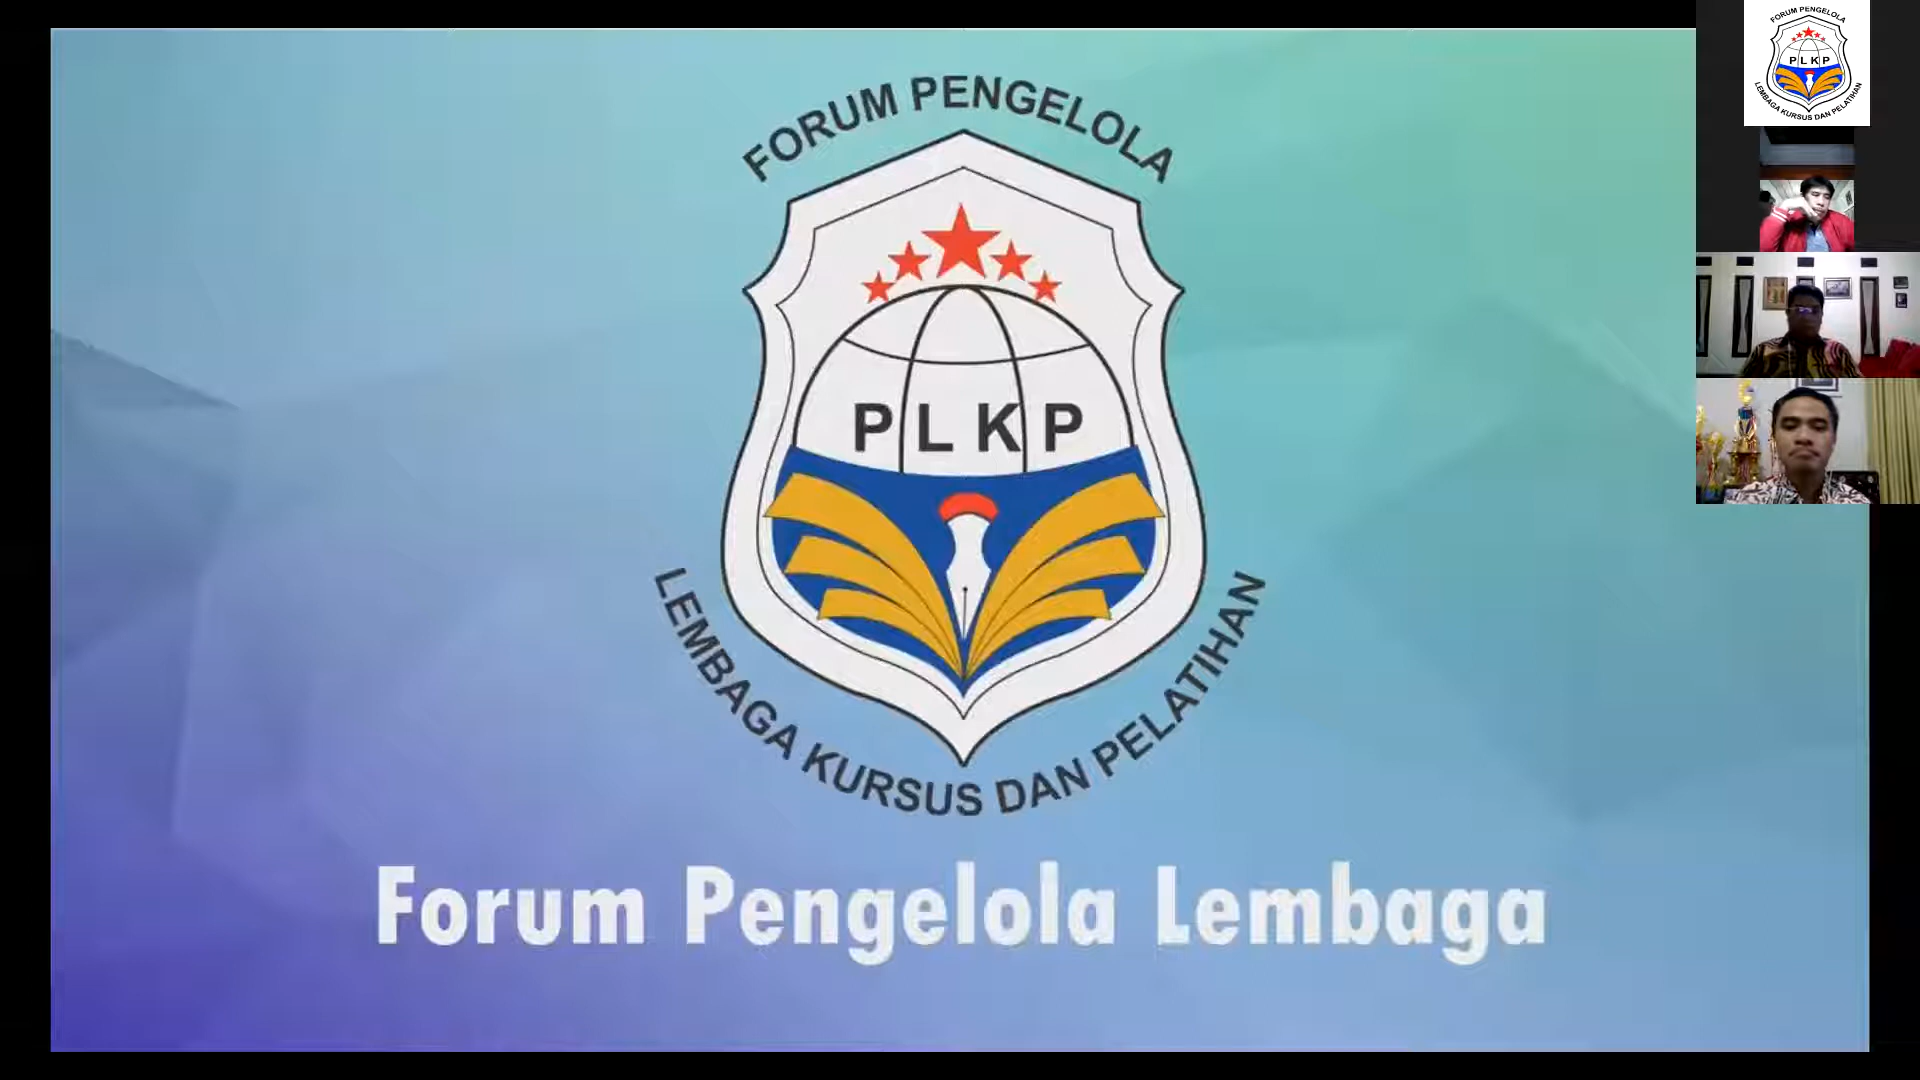 FORUM PENGELOLA
PLKP
LEMBAGA KURSUS DAN PELATIHAN
Forum Pengelola Lembaga
FORUM PENGELOLA
PLKP
LEMBAGA KURSUS DAN PELATIHAN